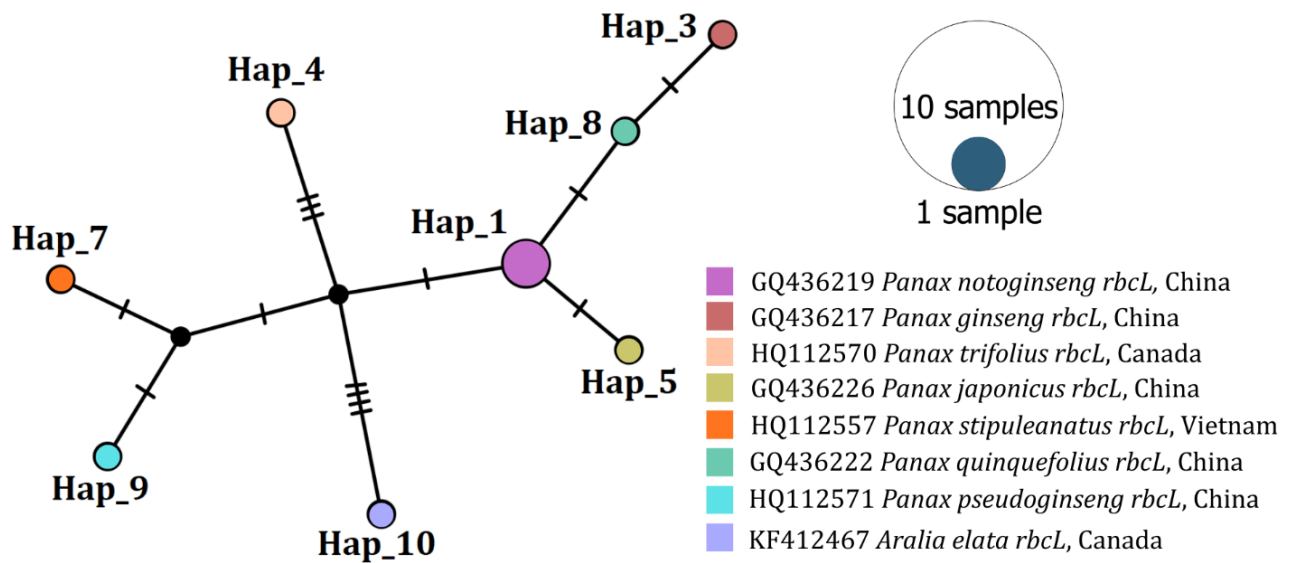 Hap_3
Hap_4
Hap_8
10 samples
Hap_1
1 sample
Hap_7
Hap_5
Hap_9
Hap_10
GQ436219 Panax notoginseng rbcL, China
GQ436217 Panax ginseng rbcL, China
HQ112570 Panax trifolius rbcL, Canada
GQ436226 Panax japonicus rbcL, China
HQ112557 Panax stipuleanatus rbcL, Vietnam
GQ436222 Panax quinquefolius rbcL, China
HQ112571 Panax pseudoginseng rbcL, China
KF412467 Aralia elata rbcL, Canada